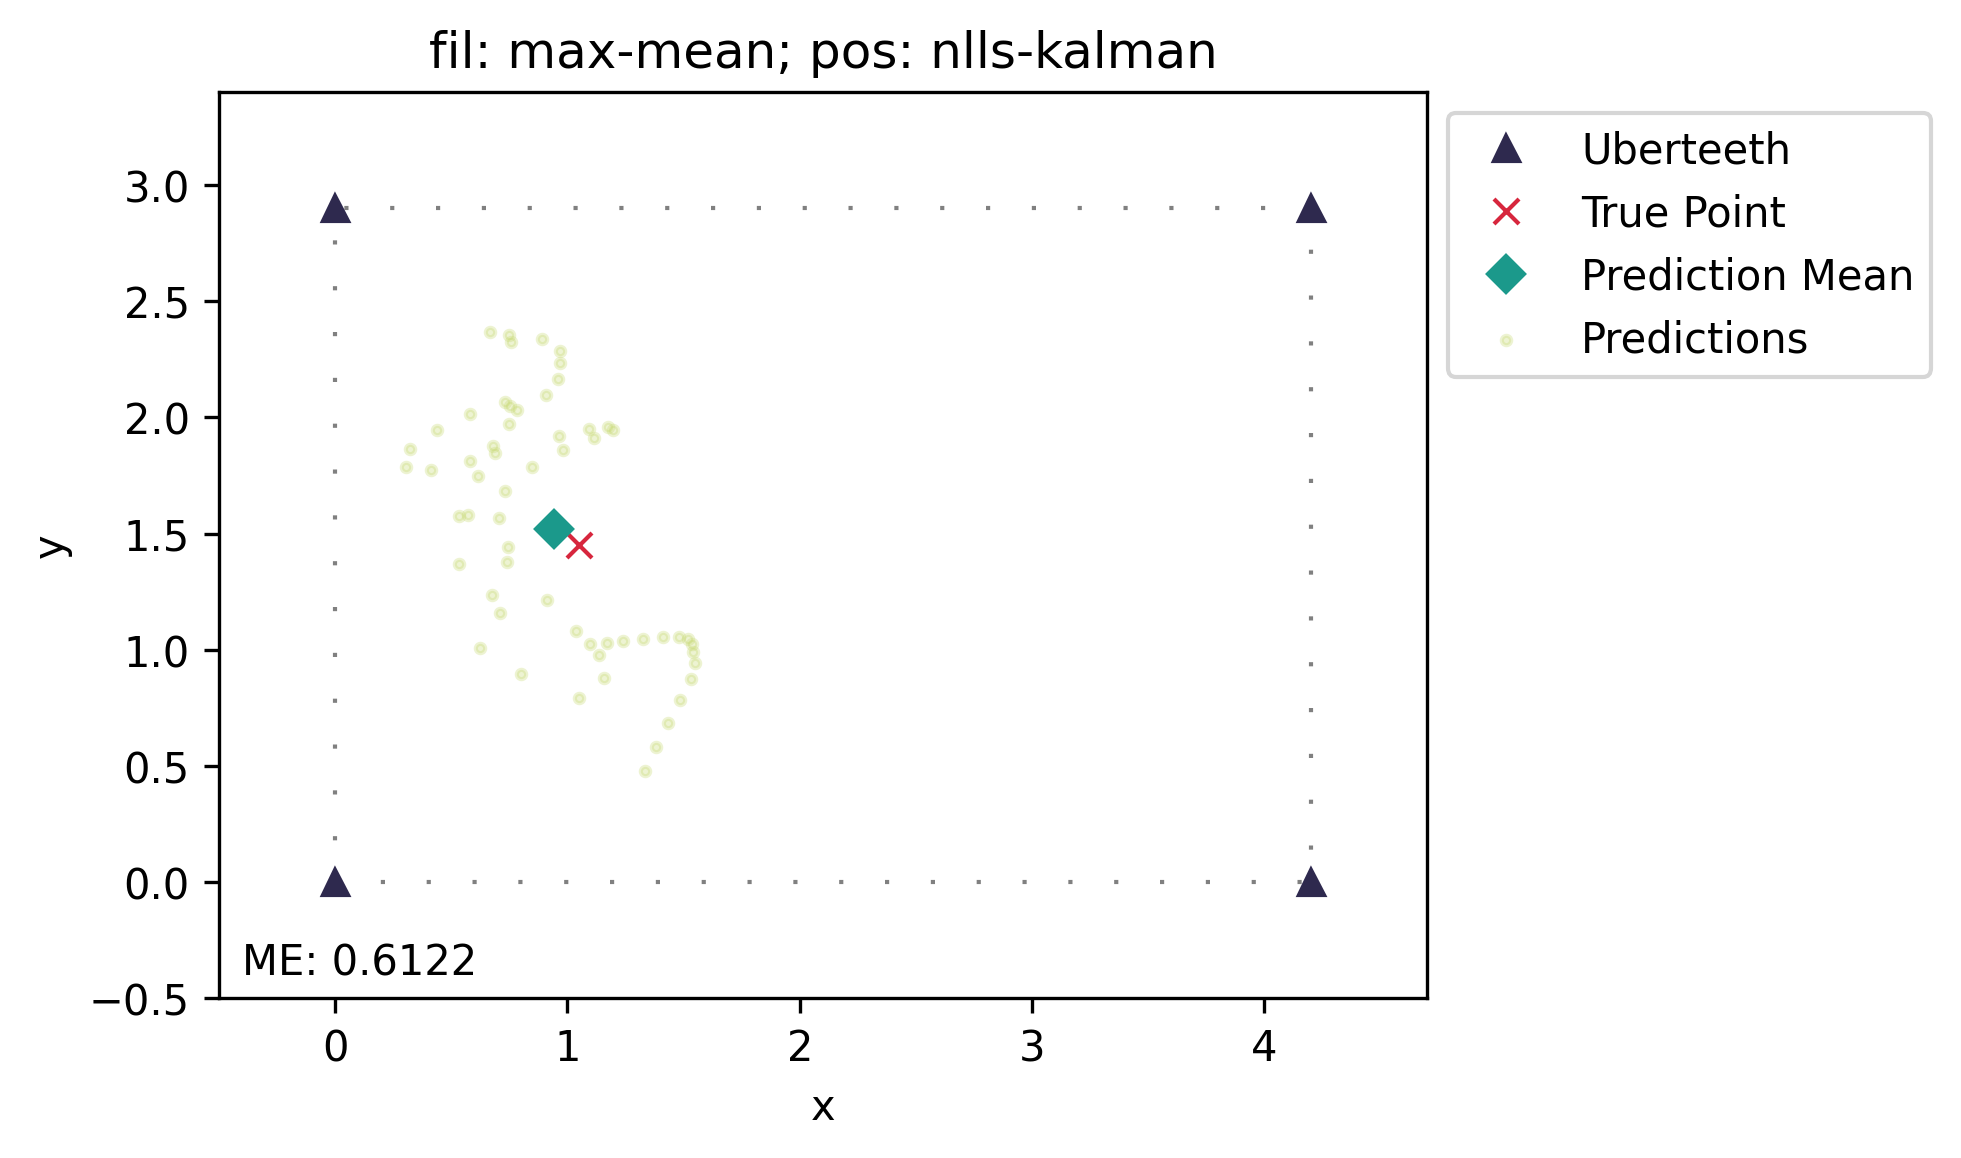 fil: max-mean; pos: nlls-kalman
Uberteeth
True Point
Prediction Mean
Predictions
3.0
2.5
2.0
1.5
1.0
0.5
0.0
−0.5
y
ME: 0.6122
0 1 2 3 4
x